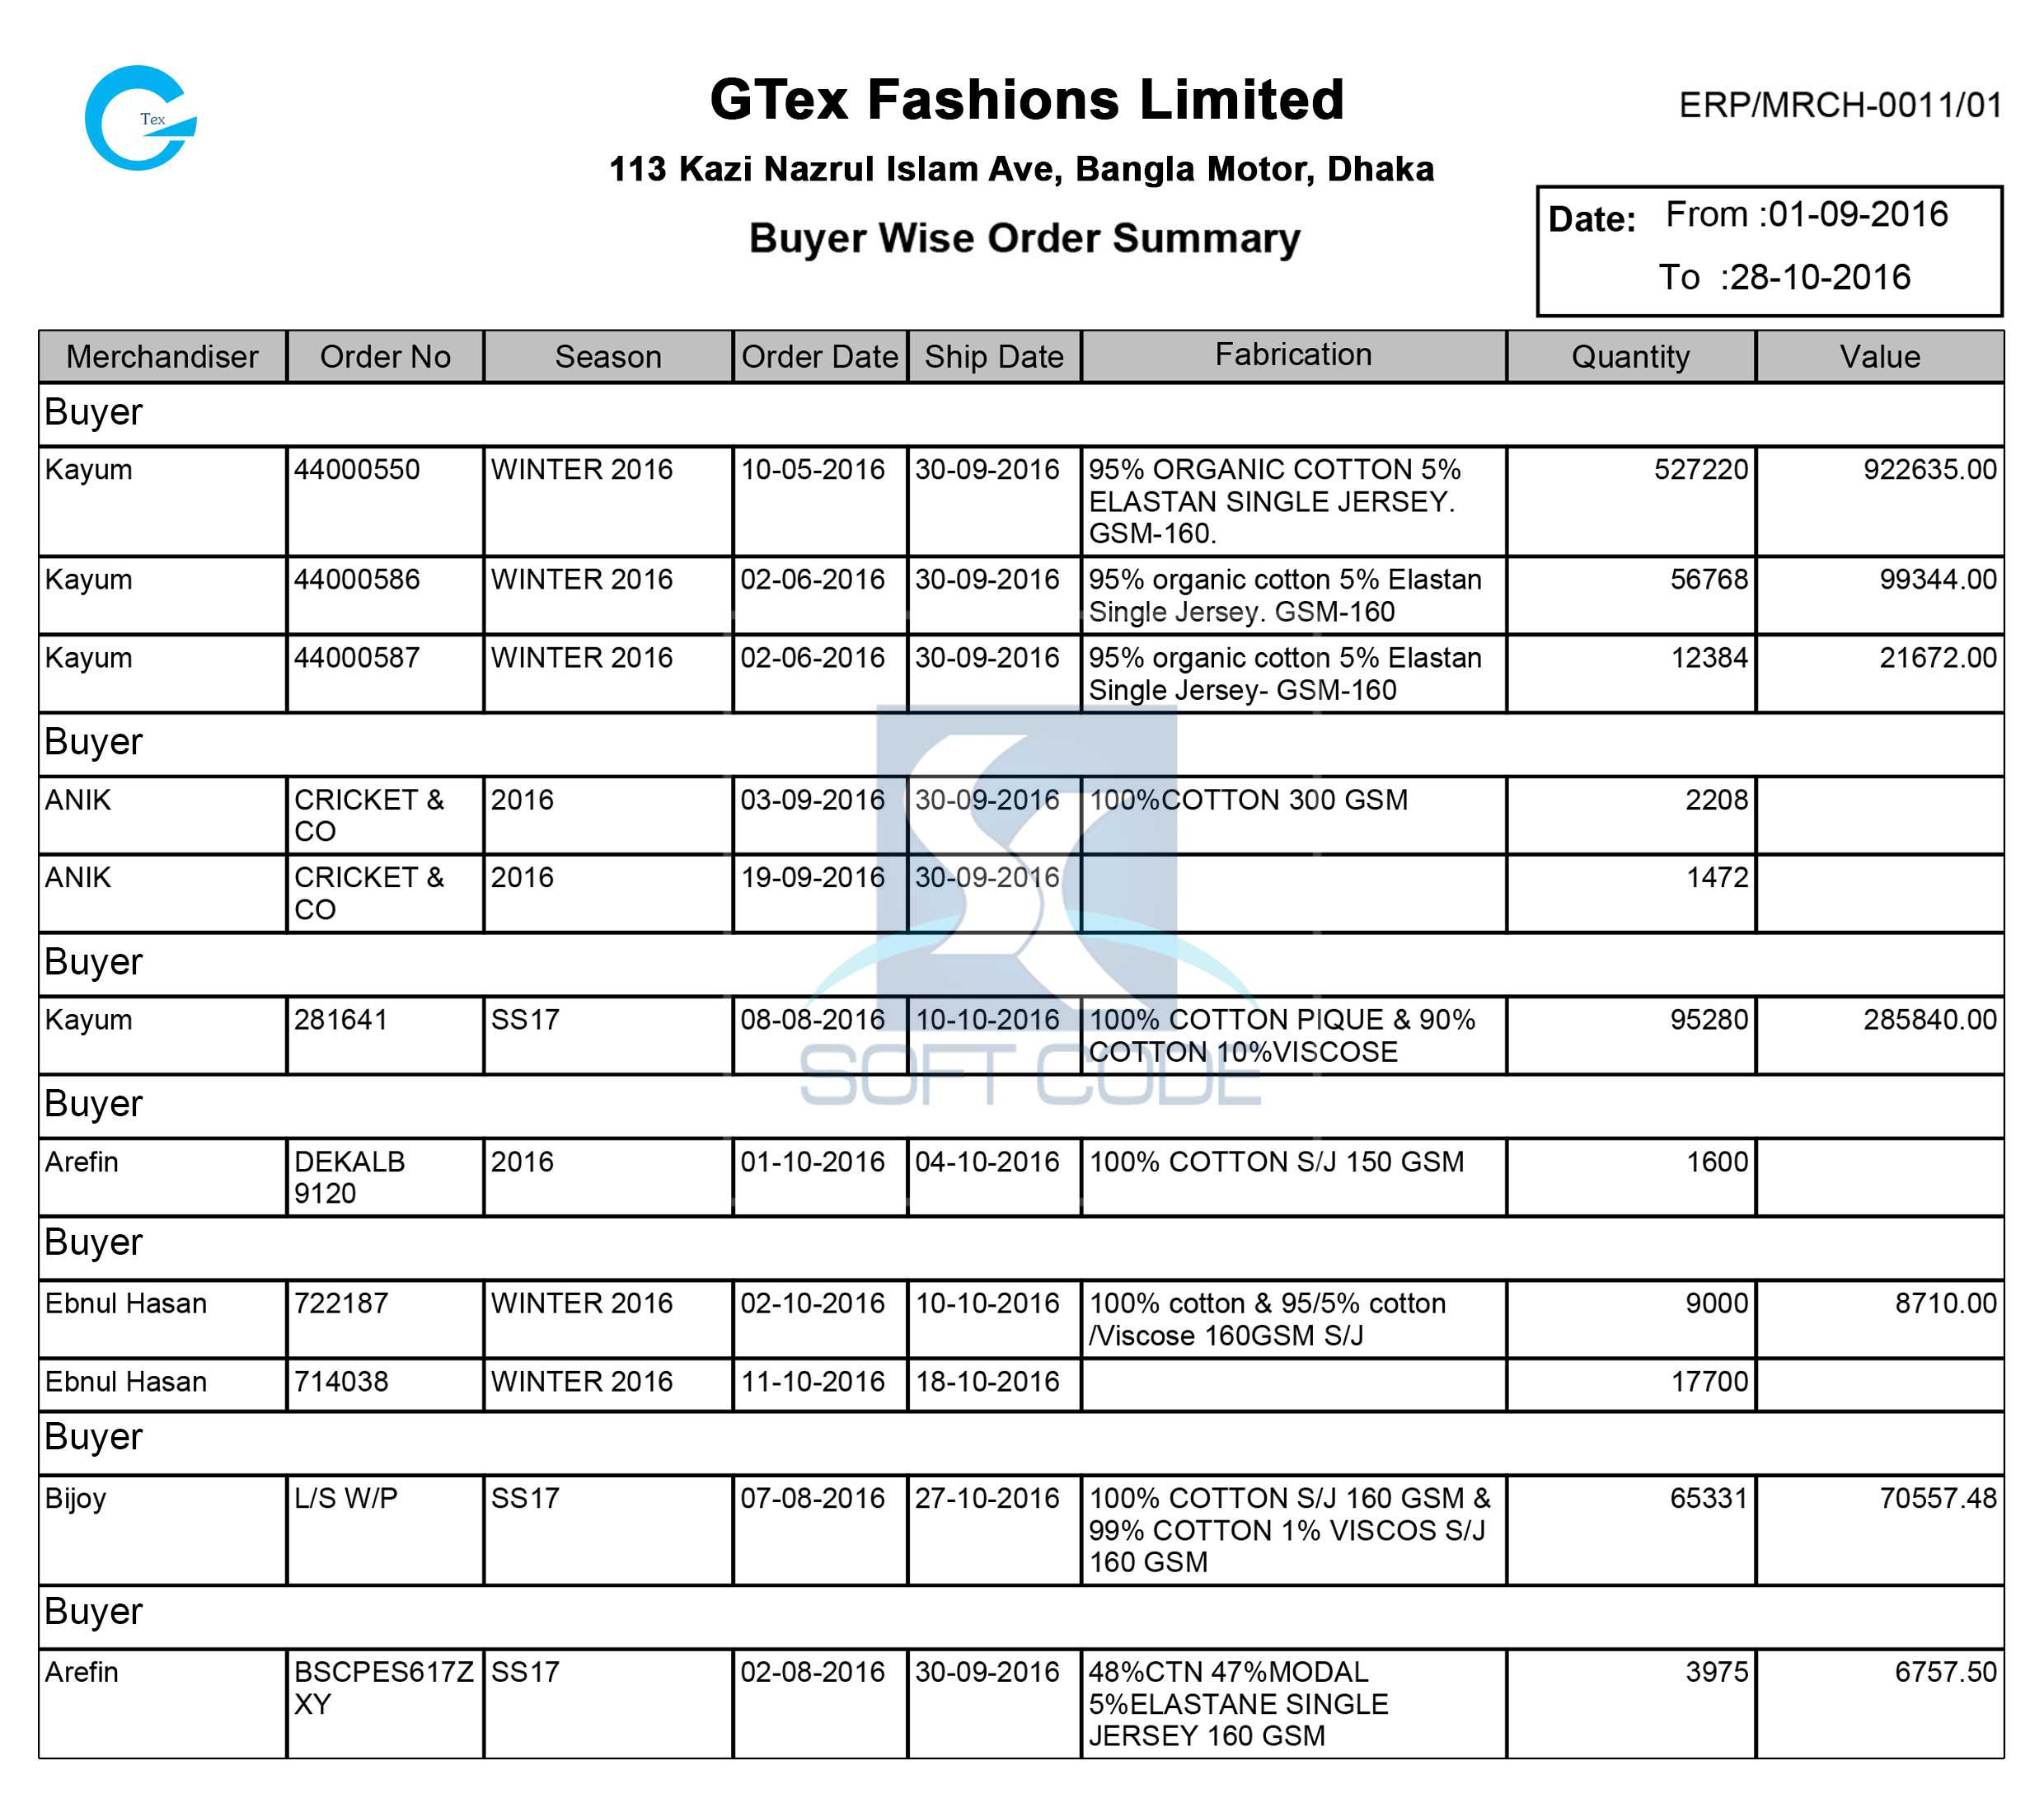 Tex
GTex Fashions Limited
ERP/MRCH-0011/01
113 Kazi Nazrul Islam Ave, Bangla Motor, Dhaka
Buyer Wise Order Summary
Date: From :01-09-2016
To :28-10-2016
Merchandiser Order No Season Order Date Ship Date Fabrication Quantity Value
Buyer
Kayum 44000550 WINTER 2016 10-05-2016 30-09-2016 95% ORGANIC COTTON 5% 527220 922635.00
ELASTAN SINGLE JERSEY.
GSM-160.
Kayum 44000586 WINTER 2016 02-06-2016 30-09-2016 95% organic cotton 5% Elastan 56768 99344.00
Single Jersey. GSM-160
Kayum 44000587 WINTER 2016 02-06-2016 30-09-2016 95% organic cotton 5% Elastan 12384 21672.00
Single Jersey- GSM-160
Buyer
ANIK CRICKET & 2016 03-09-2016 30-09-2016 100%COTTON 300 GSM 2208
CO
ANIK CRICKET & 2016 19-09-2016 30-09-2016 1472
CO
Buyer
Kayum 281641 SS17 08-08-2016 10-10-2016 100% COTTON PIQUE & 90% 95280 285840.00
COTTON 10%VISCOSE
SOFT CODE
Buyer
Arefin DEKALB 2016 01-10-2016 04-10-2016 100% COTTON S/J 150 GSM 1600
9120
Buyer
Ebnul Hasan 722187 WINTER 2016 02-10-2016 10-10-2016 100% cotton & 95/5% cotton 9000 8710.00
/Viscose 160GSM S/J
Ebnul Hasan 714038 WINTER 2016 11-10-2016 18-10-2016 17700
Buyer
Bijoy L/S W/P SS17 07-08-2016 27-10-2016 100% COTTON S/J 160 GSM & 65331 70557.48
99% COTTON 1% VISCOS S/J
160 GSM
Buyer
Arefin BSCPES617Z SS17 02-08-2016 30-09-2016 48%CTN 47%MODAL 3975 6757.50
XY 5%ELASTANE SINGLE
JERSEY 160 GSM